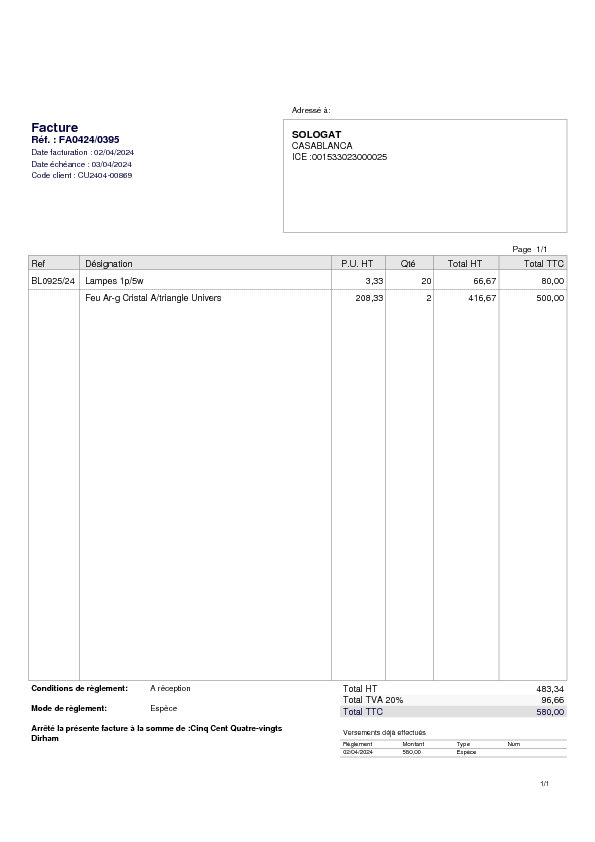 Adressé à:
Facture
Réf. : FA0424/0395
Date facturation : 02/04/2024
Date échéance : 03/04/2024
Code client : CU2404-00869
SOLOGAT
CASABLANCA
ICE :001533023000025
Page 1/1
Ref Désignation P.U. HT Qté Total HT Total TTC
BL0925/24 Lampes 1p/5w 3,33 20 66,67 80,00
Feu Ar-g Cristal A/triangle Univers 208,33 2 416,67 500,00
Conditions de règlement: A réception
Mode de règlement: Espèce
Arrêté la présente facture à la somme de :Cinq Cent Quatre-vingts
Dirham
Total HT 483,34
Total TVA 20% 96,66
Total TTC 580,00
Versements déjà effectués
Règlement Montant Type Num
02/04/2024 580,00 Espèce
1/1